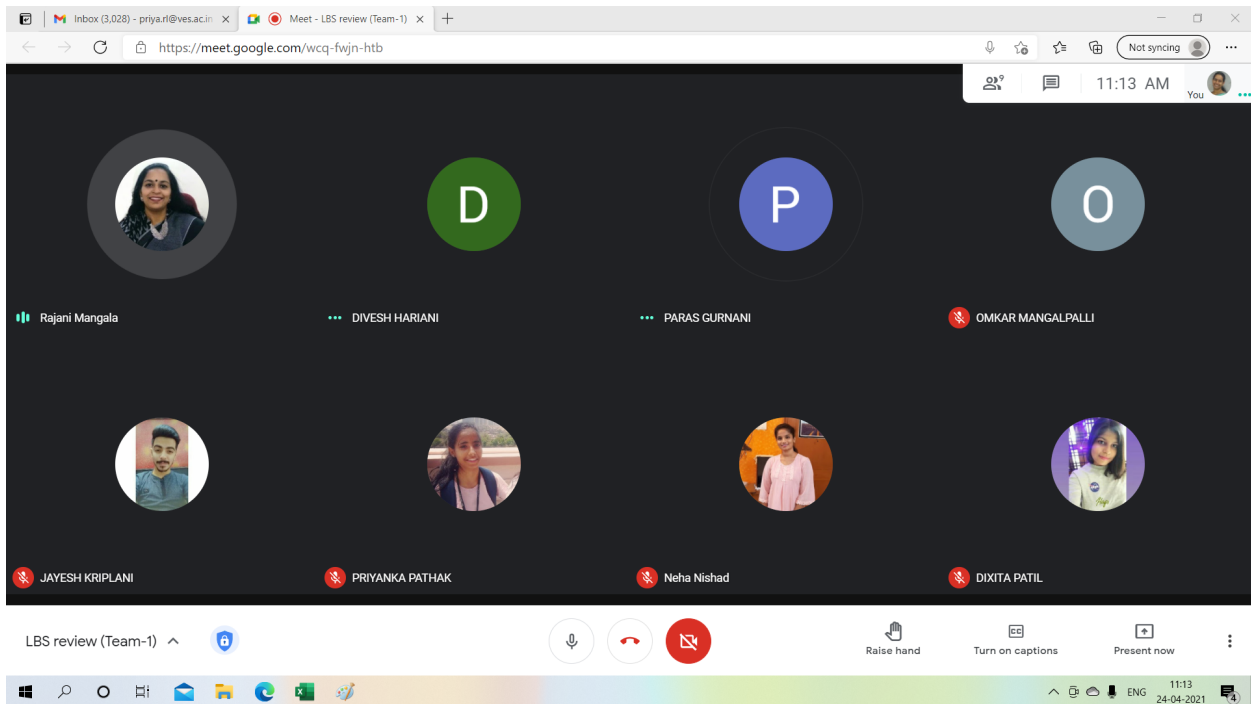 Inbox (3,028) - priya.rl@ves.ac.in
Meet - LBS review (Team-1)
https://meet.google.com/wcq-fwjn-htb
Not syncing
9
11:13 AM
You
D
P
O
Rajani Mangala
DIVESH HARIANI
PARAS GURNANI
OMKAR MANGALPALLI
JAYESH KRIPLANI
PRIYANKA PATHAK
Neha Nishad
DIXITA PATIL
LBS review (Team-1)
Raise hand
CC
Turn on captions
Present now
ENG
11:13
24-04-2021
4